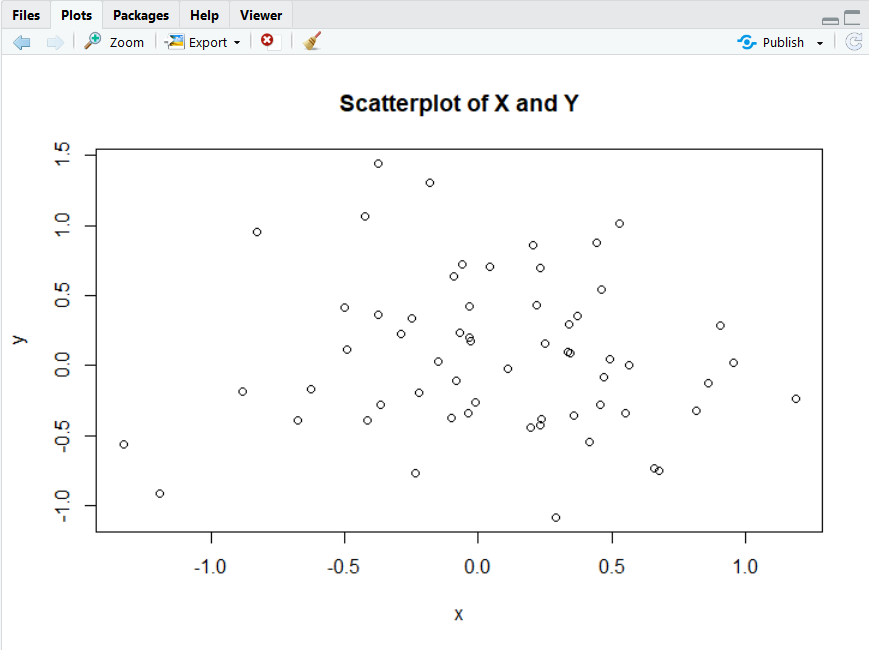 Files Plots Packages Help Viewer
Zoom Export Publish
Scatterplot of X and Y
1.5
1.0
0.5
0.0
-0.5
-1.0
y
-1.0 -0.5 0.0 0.5 1.0
x